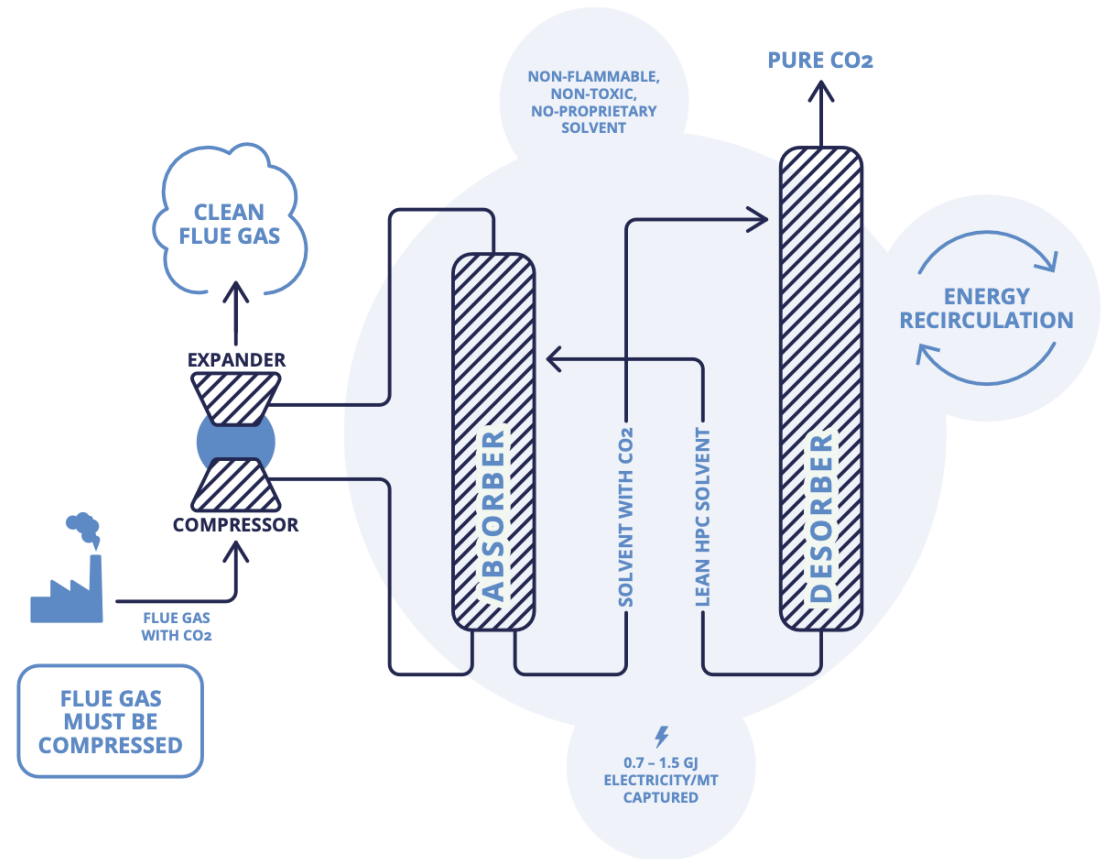 PURE CO2
NON-FLAMMABLE,
NON-TOXIC,
NO-PROPRIETARY
SOLVENT
CLEAN
FLUE GAS
ENERGY
RECIRCULATION
EXPANDER
COMPRESSOR
ABSORBER
SOLVENT WITH CO2
LEAN HPC SOLVENT
DESORBER
FLUE GAS
WITH CO2
FLUE GAS
MUST BE
COMPRESSED
0.7 – 1.5 GJ
ELECTRICITY/MT
CAPTURED